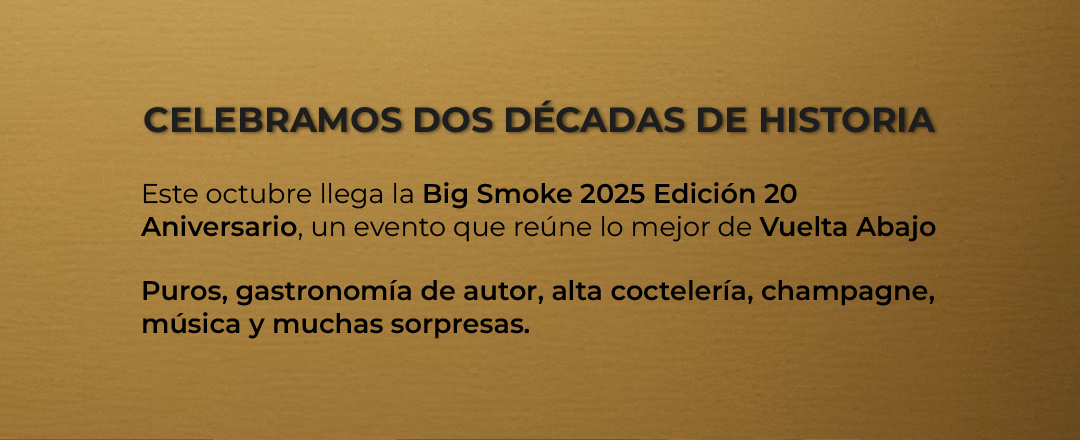 CELEBRAMOS DOS DÉCADAS DE HISTORIA
Este octubre llega la Big Smoke 2025 Edición 20
Aniversario, un evento que reúne lo mejor de Vuelta Abajo
Puros, gastronomía de autor, alta coctelería, champagne,
música y muchas sorpresas.